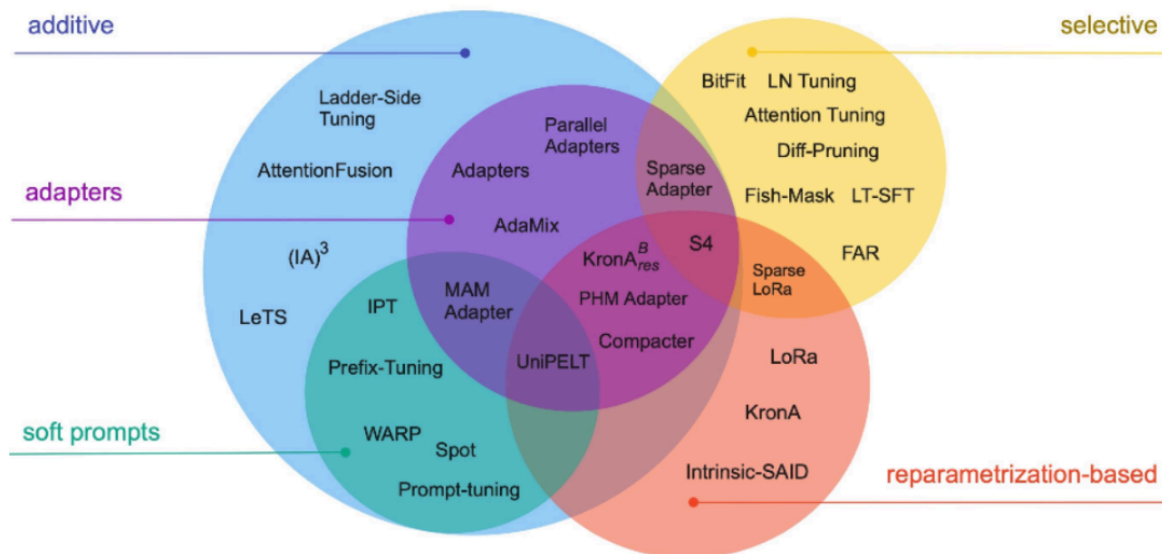 additive
selective
BitFit LN Tuning
Ladder-Side
Tuning
Attention Tuning
Parallel
Adapters
Diff-Pruning
AttentionFusion
Adapters
Sparse
Adapter
adapters
Fish-Mask LT-SFT
AdaMix
S4
FAR
(IA)³
KronA^B_res
Sparse
LoRa
MAM
Adapter
PHM Adapter
IPT
LeTS
Compacter
LoRa
UniPELT
Prefix-Tuning
KronA
soft prompts
WARP
Spot
Intrinsic-SAID
reparametrization-based
Prompt-tuning